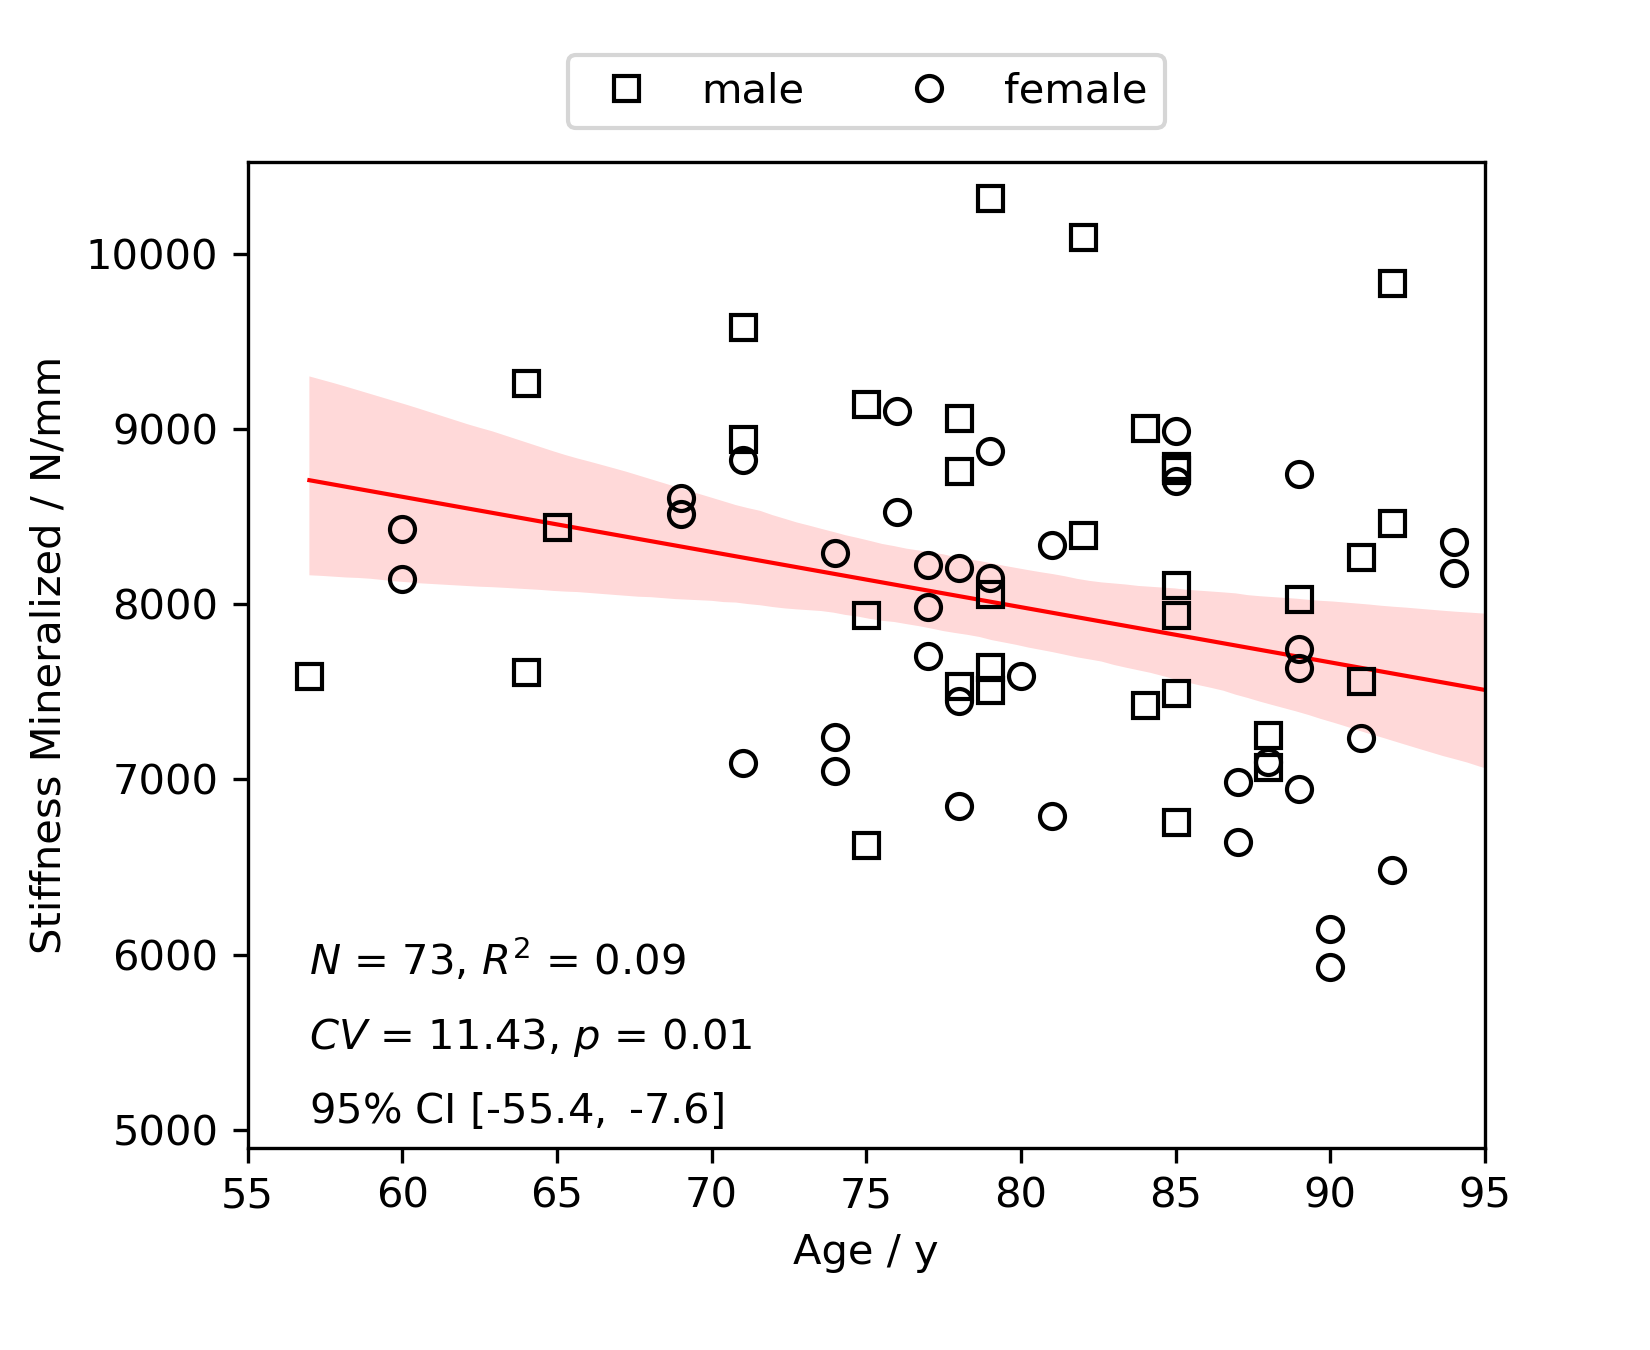 male female
10000
9000
8000
7000
6000
5000
Stiffness Mineralized / N/mm
N = 73, R² = 0.09
CV = 11.43, p = 0.01
95% CI [-55.4, -7.6]
55 60 65 70 75 80 85 90 95
Age / y